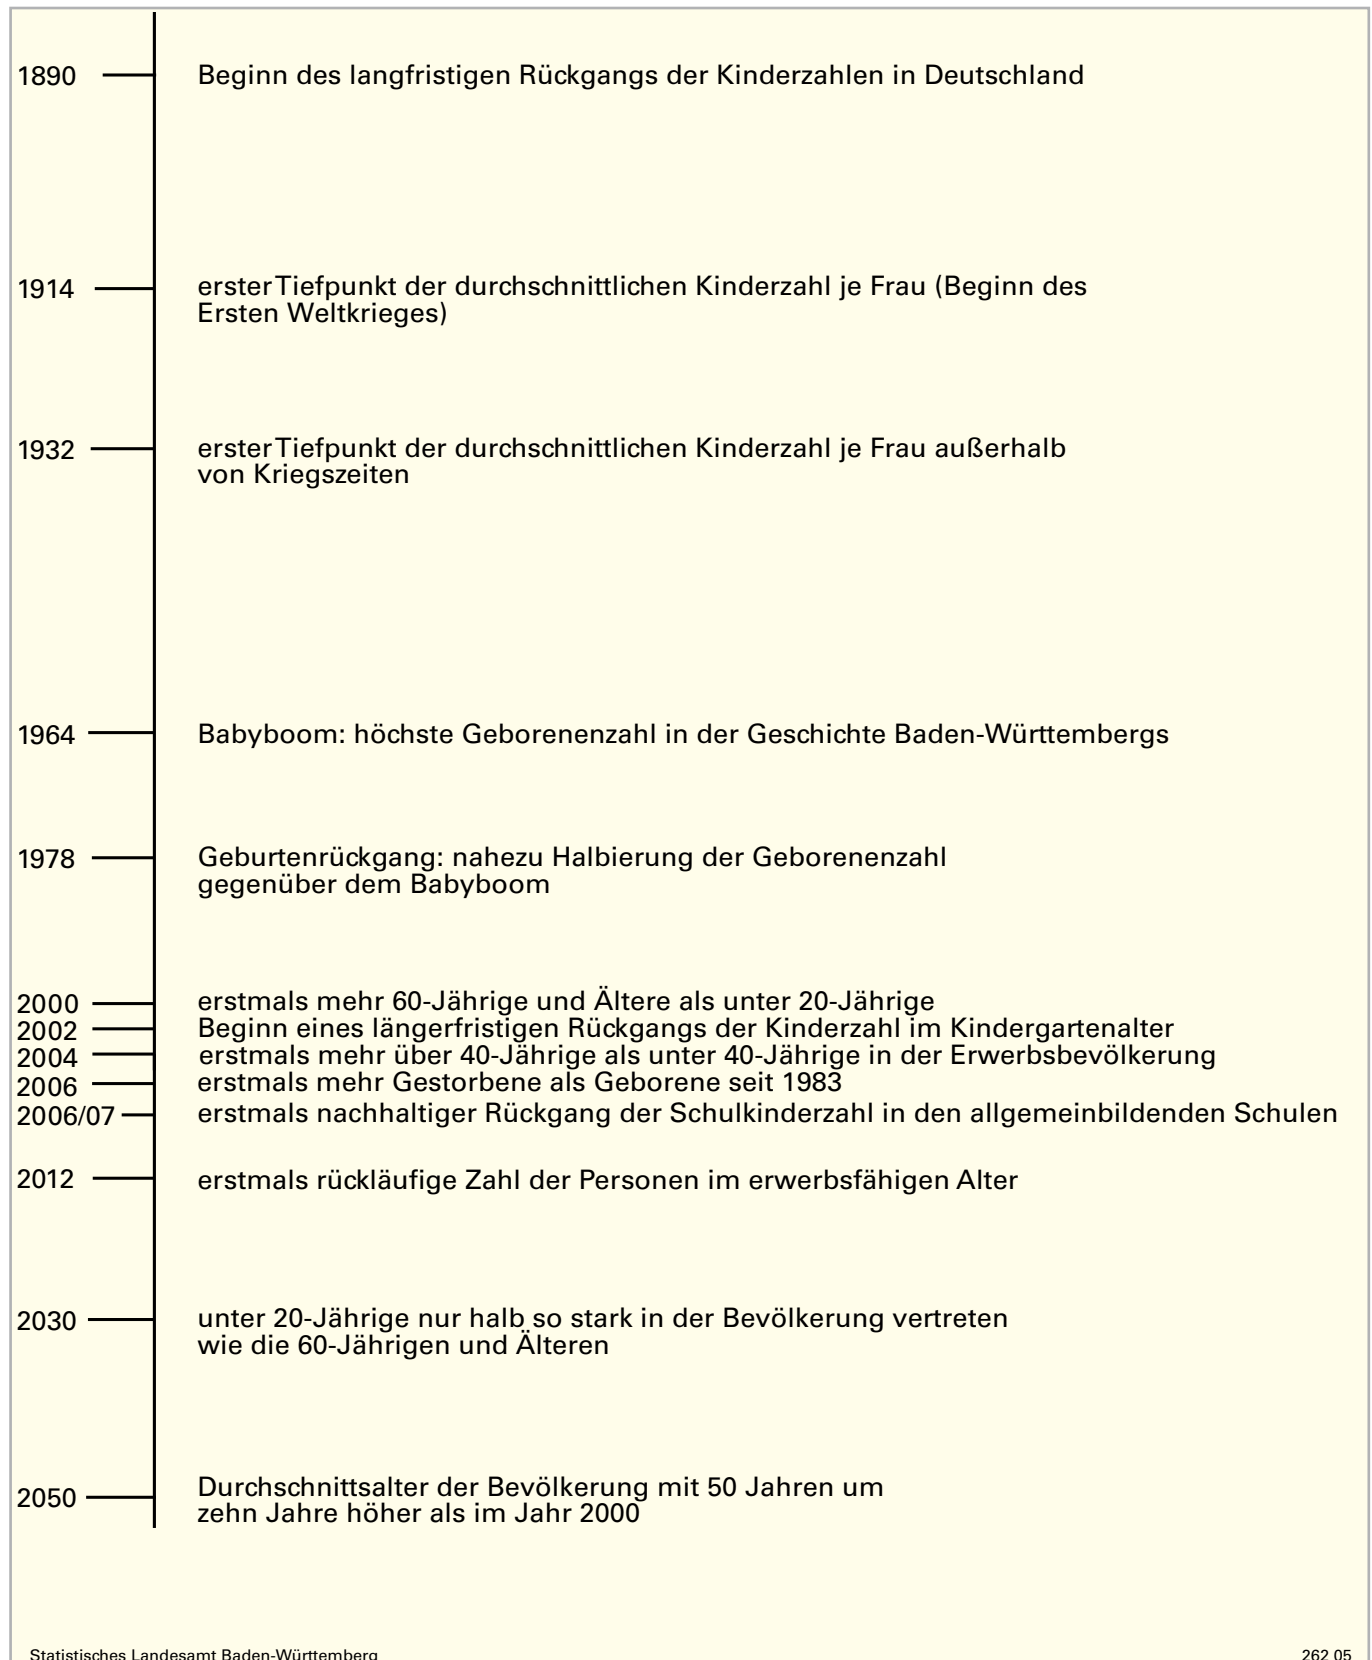 1890 Beginn des langfristigen Rückgangs der Kinderzahlen in Deutschland
1914 erster Tiefpunkt der durchschnittlichen Kinderzahl je Frau (Beginn des
Ersten Weltkrieges)
1932 erster Tiefpunkt der durchschnittlichen Kinderzahl je Frau außerhalb
von Kriegszeiten
1964 Babyboom: höchste Geborenenzahl in der Geschichte Baden-Württembergs
1978 Geburtenrückgang: nahezu Halbierung der Geborenenzahl
gegenüber dem Babyboom
2000 erstmals mehr 60-Jährige und Ältere als unter 20-Jährige
2002 Beginn eines längerfristigen Rückgangs der Kinderzahl im Kindergartenalter
2004 erstmals mehr über 40-Jährige als unter 40-Jährige in der Erwerbsbevölkerung
2006 erstmals mehr Gestorbene als Geborene seit 1983
2006/07 erstmals nachhaltiger Rückgang der Schulkinderzahl in den allgemeinbildenden Schulen
2012 erstmals rückläufige Zahl der Personen im erwerbsfähigen Alter
2030 unter 20-Jährige nur halb so stark in der Bevölkerung vertreten
wie die 60-Jährigen und Älteren
2050 Durchschnittsalter der Bevölkerung mit 50 Jahren um
zehn Jahre höher als im Jahr 2000
Statistisches Landesamt Baden-Württemberg 262 05